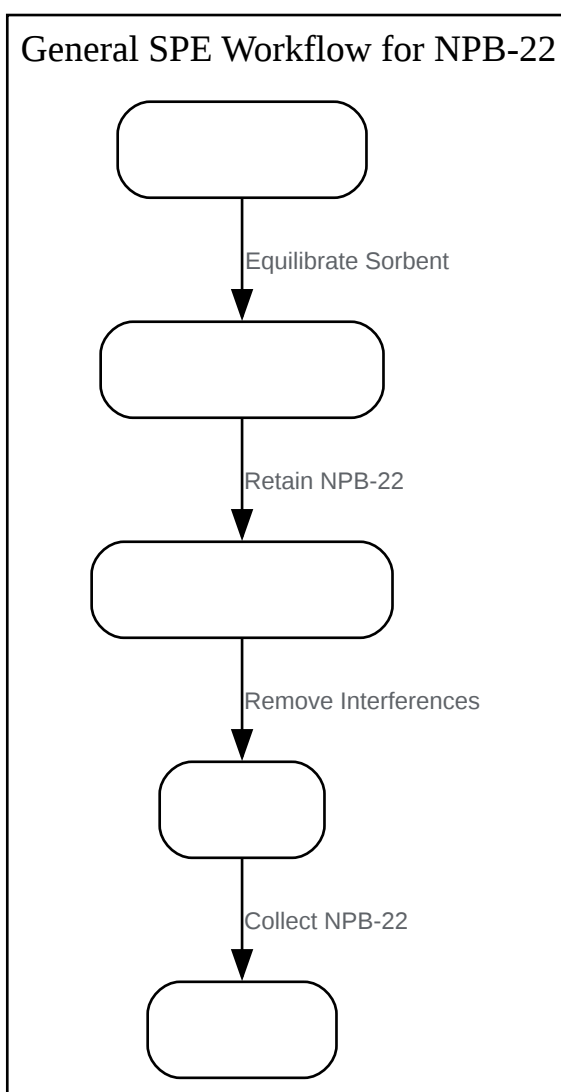 General SPE Workflow for NPB-22
Equilibrate Sorbent
Retain NPB-22
Remove Interferences
Collect NPB-22